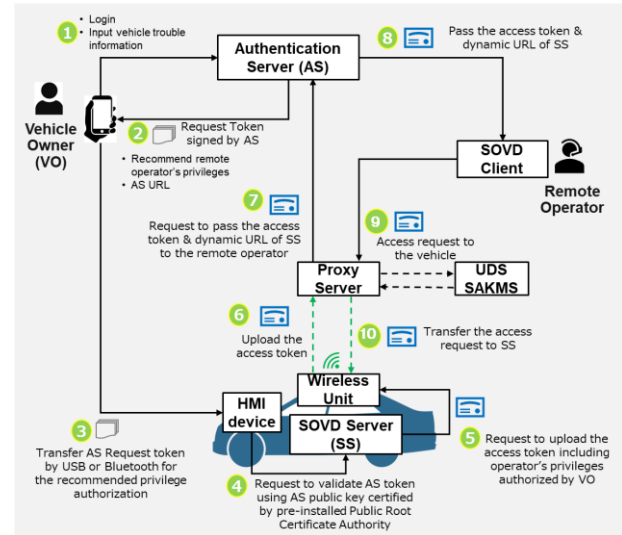 1
• Login
• Input vehicle trouble
information
Authentication
Server (AS)
8
Pass the access token &
dynamic URL of SS
Vehicle
Owner
(VO)
2
Request Token
signed by AS
• Recommend remote
operator's privileges
• AS URL
SOVD
Client
Remote
Operator
7
Request to pass the access
token & dynamic URL of SS
to the remote operator
9
Access request to
the vehicle
Proxy
Server
UDS
SAKMS
6
Upload the
access token
10
Transfer the access
request to SS
Wireless
Unit
HMI
device
SOVD Server
(SS)
3
Transfer AS Request token
by USB or Bluetooth for
the recommended privilege
authorization
4
Request to validate AS token
using AS public key certified
by pre-installed Public Root
Certificate Authority
5
Request to upload the
access token including
operator's privileges
authorized by VO